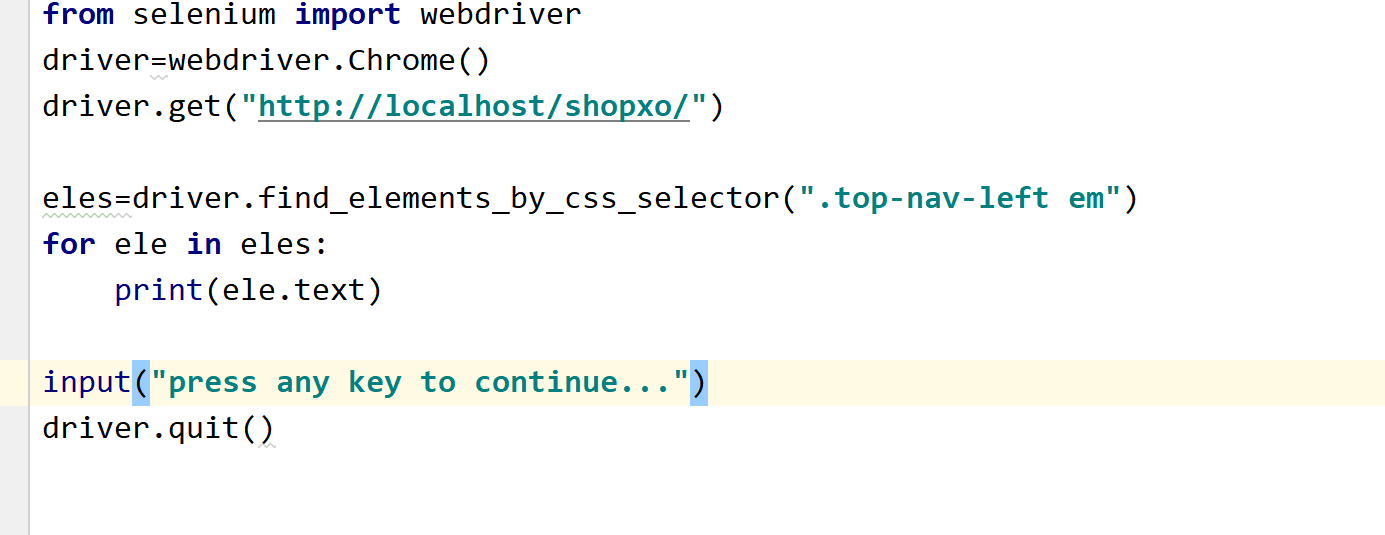 from selenium import webdriver
driver=webdriver.Chrome()
driver.get("http://localhost/shopxo/")
eles=driver.find_elements_by_css_selector(".top-nav-left em")
for ele in eles:
    print(ele.text)
input("press any key to continue...")
driver.quit()